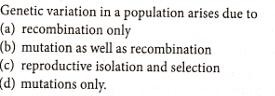 Genetic variation in a population arises due to
(a) recombination only
(b) mutation as well as recombination
(c) reproductive isolation and selection
(d) mutations only.